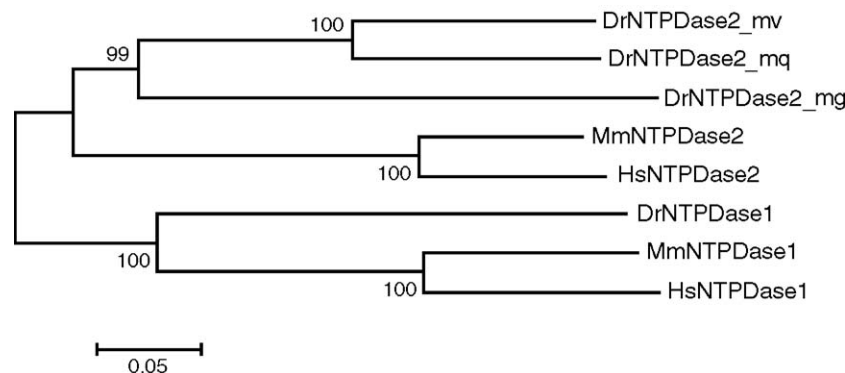 100
DrNTPDase2_mv
DrNTPDase2_mq
99
DrNTPDase2_mg
MmNTPDase2
100
HsNTPDase2
DrNTPDase1
100
MmNTPDase1
100
HsNTPDase1
0.05